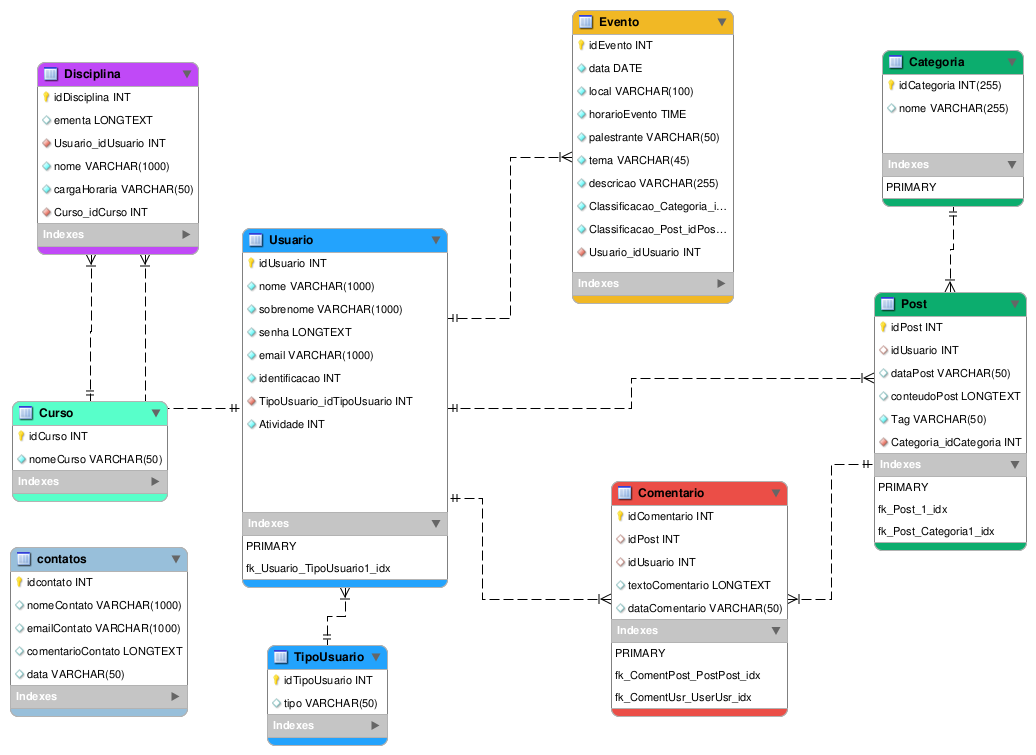 Disciplina
idDisciplina INT
ementa LONGTEXT
Usuario_idUsuario INT
nome VARCHAR(1000)
cargaHoraria VARCHAR(50)
Curso_idCurso INT
Indexes
Curso
idCurso INT
nomeCurso VARCHAR(50)
Indexes
contatos
idcontato INT
nomeContato VARCHAR(1000)
emailContato VARCHAR(1000)
comentarioContato LONGTEXT
data VARCHAR(50)
Indexes
Usuario
idUsuario INT
nome VARCHAR(1000)
sobrenome VARCHAR(1000)
senha LONGTEXT
email VARCHAR(1000)
identificacao INT
TipoUsuario_idTipoUsuario INT
Atividade INT
Indexes
PRIMARY
fk_Usuario_TipoUsuario1_idx
TipoUsuario
idTipoUsuario INT
tipo VARCHAR(50)
Indexes
Evento
idEvento INT
data DATE
local VARCHAR(100)
horarioEvento TIME
palestrante VARCHAR(50)
tema VARCHAR(45)
descricao VARCHAR(255)
Classificacao_Categoria_i...
Classificacao_Post_idPos...
Usuario_idUsuario INT
Indexes
Comentario
idComentario INT
idPost INT
idUsuario INT
textoComentario LONGTEXT
dataComentario VARCHAR(50)
Indexes
PRIMARY
fk_ComentPost_PostPost_idx
fk_ComentUsr_UserUsr_idx
Categoria
idCategoria INT(255)
nome VARCHAR(255)
Indexes
PRIMARY
Post
idPost INT
idUsuario INT
dataPost VARCHAR(50)
conteudoPost LONGTEXT
Tag VARCHAR(50)
Categoria_idCategoria INT
Indexes
PRIMARY
fk_Post_1_idx
fk_Post_Categoria1_idx